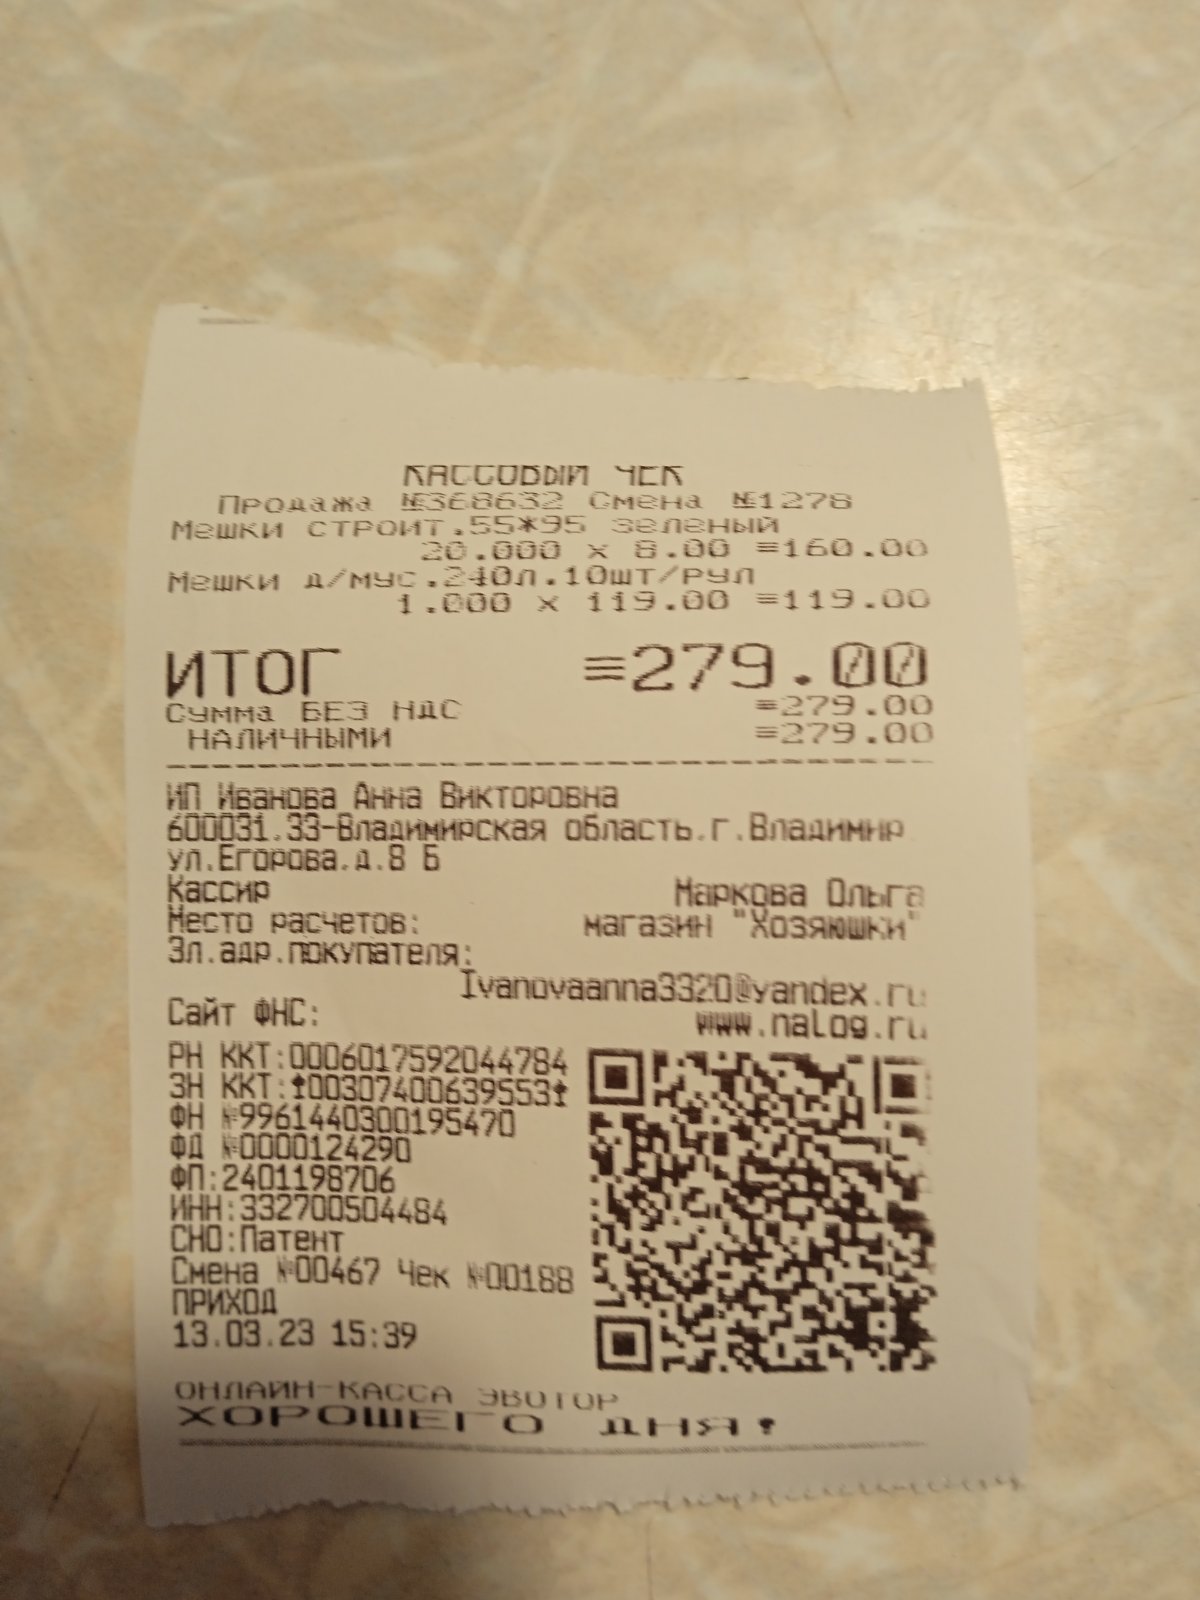 КАССОВЫЙ ЧЕК
Продажа №368632 Смена №1278
Мешки строит.55*95 зеленый
20.000 x 8.00 ≡160.00
Мешки д/мус.240л.10шт/рул
1.000 x 119.00 ≡119.00
ИТОГ ≡279.00
Сумма БЕЗ НДС ≡279.00
НАЛИЧНЫМИ ≡279.00
ИП Иванова Анна Викторовна
600031.33-Владимирская область.г.Владимир
ул.Егорова.д.8 Б
Кассир Маркова Ольга
Место расчетов: магазин "Хозяюшки"
Эл.адр.покупателя:
Ivanovaanna3320@yandex.ru
Сайт ФНС: www.nalog.ru
РН ККТ:0006017592044784
ЗН ККТ:↑00307400639553↑
ФН №9961440300195470
ФД №0000124290
ФП:2401198706
ИНН:332700504484
СНО:Патент
Смена №00467 Чек №00188
ПРИХОД
13.03.23 15:39
ОНЛАЙН-КАССА ЭВОТОР
ХОРОШЕГО ДНЯ!